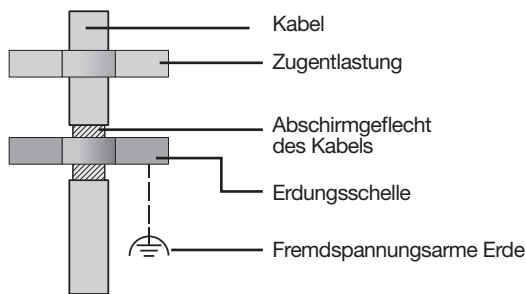 Kabel
Zugentlastung
Abschirmgeflecht
des Kabels
Erdungsschelle
Fremdspannungsarme Erde